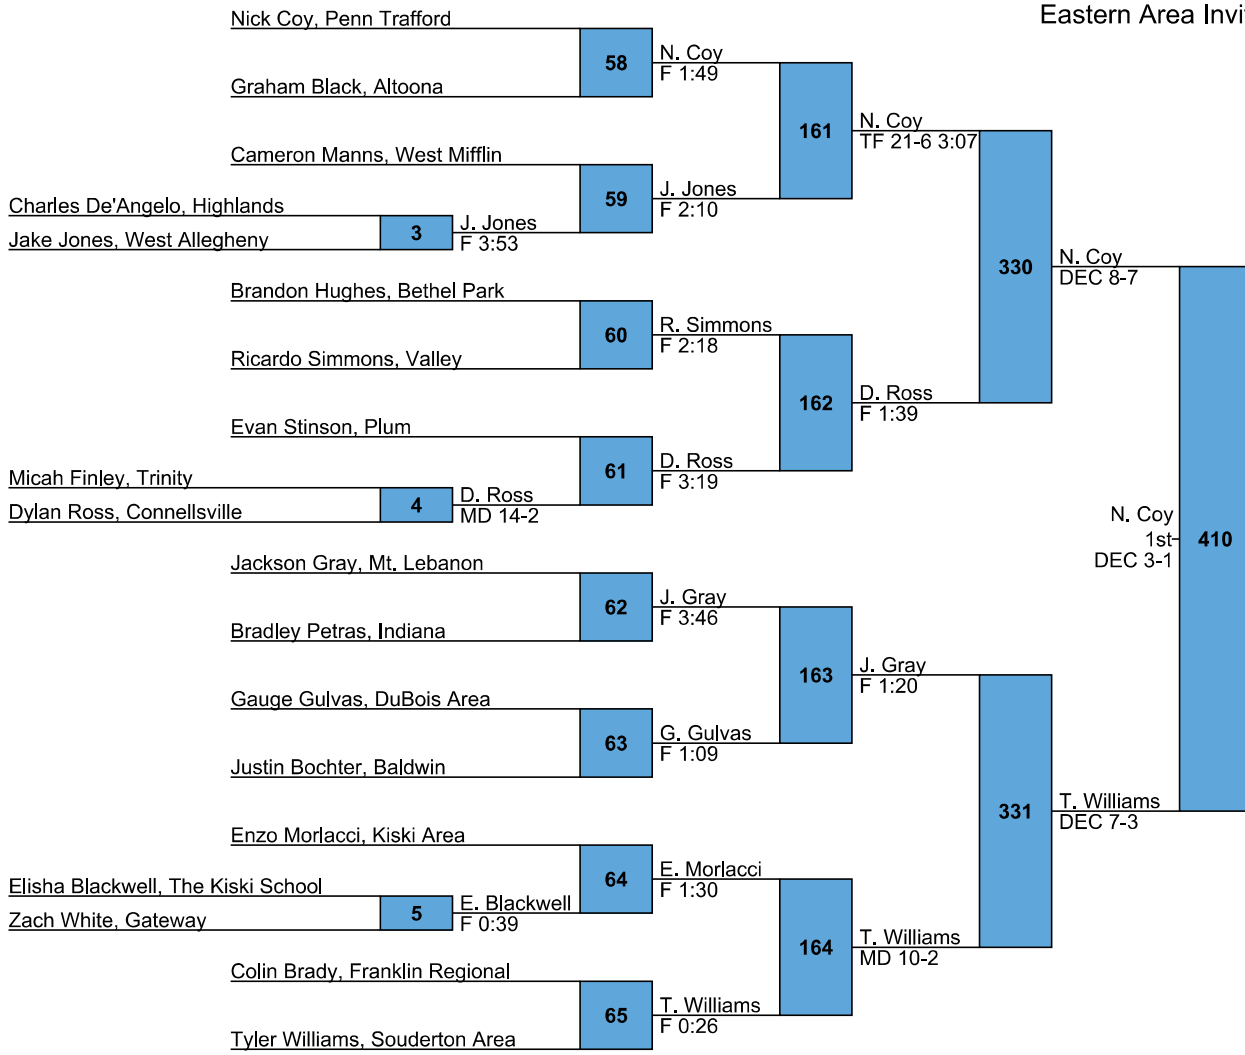 Eastern Area Invi
Nick Coy, Penn Trafford
58
N. Coy
F 1:49
Graham Black, Altoona
161
N. Coy
TF 21-6 3:07
Cameron Manns, West Mifflin
59
J. Jones
F 2:10
Charles De'Angelo, Highlands
3
J. Jones
F 3:53
Jake Jones, West Allegheny
330
N. Coy
DEC 8-7
Brandon Hughes, Bethel Park
60
R. Simmons
F 2:18
Ricardo Simmons, Valley
162
D. Ross
F 1:39
Evan Stinson, Plum
61
D. Ross
F 3:19
Micah Finley, Trinity
4
D. Ross
MD 14-2
Dylan Ross, Connellsville
N. Coy
1st
DEC 3-1
410
Jackson Gray, Mt. Lebanon
62
J. Gray
F 3:46
Bradley Petras, Indiana
163
J. Gray
F 1:20
Gauge Gulvas, DuBois Area
63
G. Gulvas
F 1:09
Justin Bochter, Baldwin
331
T. Williams
DEC 7-3
Enzo Morlacci, Kiski Area
64
E. Morlacci
F 1:30
Elisha Blackwell, The Kiski School
5
E. Blackwell
F 0:39
Zach White, Gateway
164
T. Williams
MD 10-2
Colin Brady, Franklin Regional
65
T. Williams
F 0:26
Tyler Williams, Souderton Area